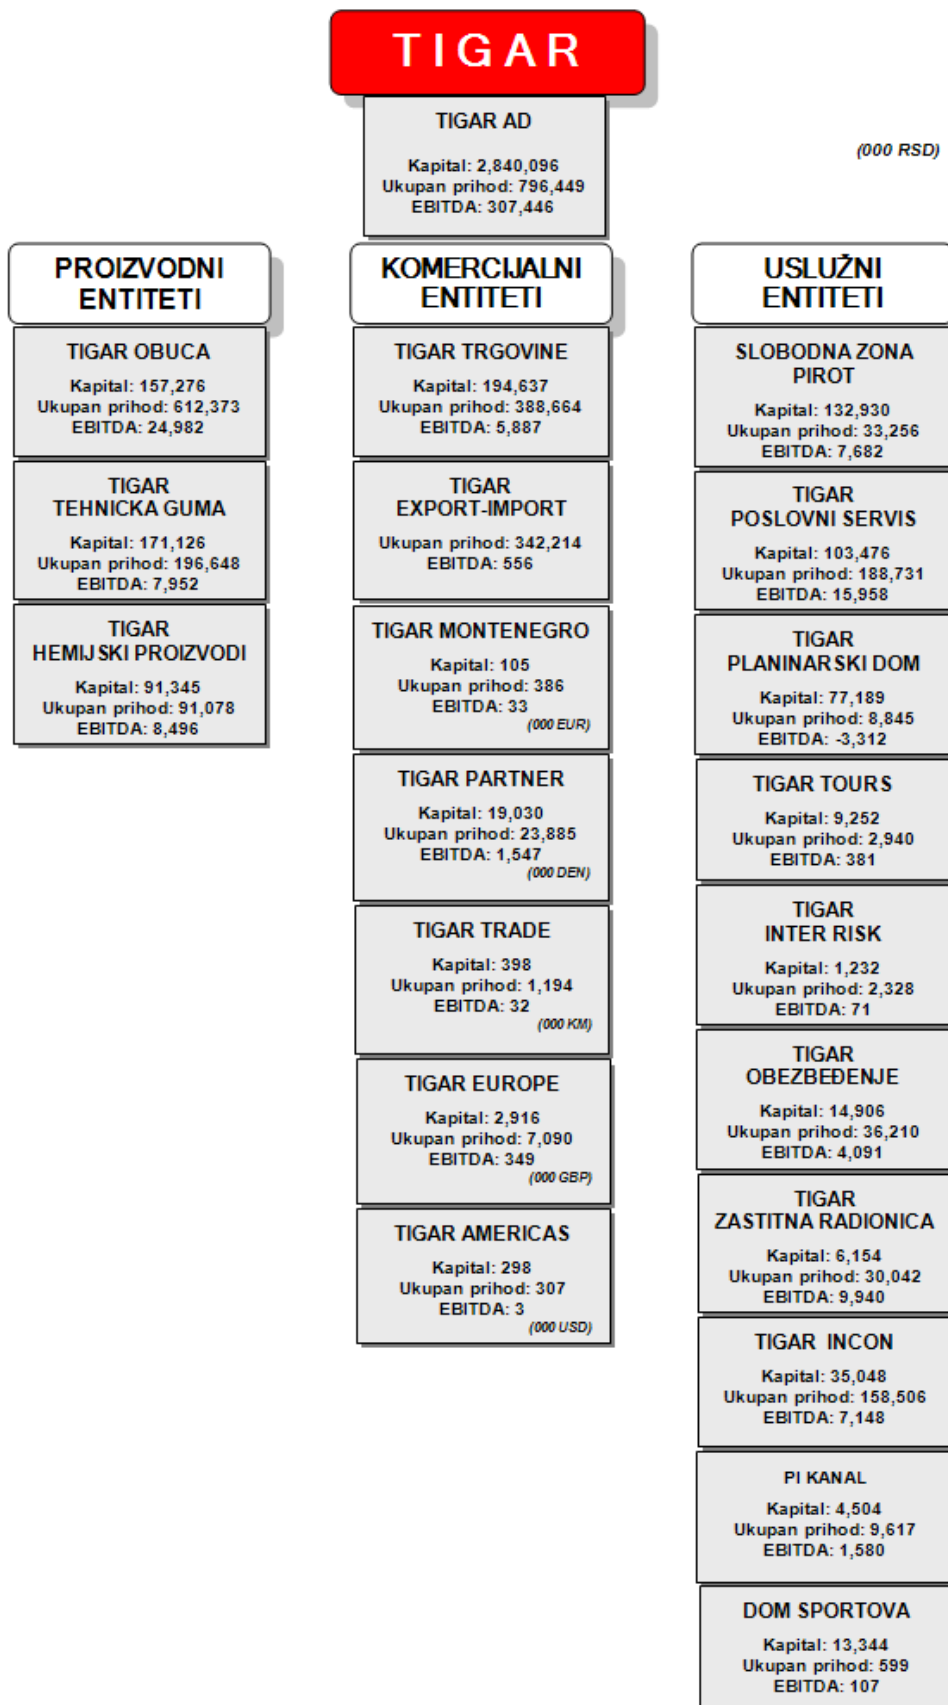 TIGAR
TIGAR AD
Kapital: 2,840,096
Ukupan prihod: 796,449
EBITDA: 307,446
(000 RSD)
PROIZVODNI
ENTITETI
TIGAR OBUCA
Kapital: 157,276
Ukupan prihod: 612,373
EBITDA: 24,982
TIGAR
TEHNICKA GUMA
Kapital: 171,126
Ukupan prihod: 196,648
EBITDA: 7,952
TIGAR
HEMIJSKI PROIZVODI
Kapital: 91,345
Ukupan prihod: 91,078
EBITDA: 8,496
KOMERCIJALNI
ENTITETI
TIGAR TRGOVINE
Kapital: 194,637
Ukupan prihod: 388,664
EBITDA: 5,887
TIGAR
EXPORT-IMPORT
Ukupan prihod: 342,214
EBITDA: 556
TIGAR MONTENEGRO
Kapital: 105
Ukupan prihod: 386
EBITDA: 33
(000 EUR)
TIGAR PARTNER
Kapital: 19,030
Ukupan prihod: 23,885
EBITDA: 1,547
(000 DEN)
TIGAR TRADE
Kapital: 398
Ukupan prihod: 1,194
EBITDA: 32
(000 KM)
TIGAR EUROPE
Kapital: 2,916
Ukupan prihod: 7,090
EBITDA: 349
(000 GBP)
TIGAR AMERICAS
Kapital: 298
Ukupan prihod: 307
EBITDA: 3
(000 USD)
USLUŽNI
ENTITETI
SLOBODNA ZONA
PIROT
Kapital: 132,930
Ukupan prihod: 33,256
EBITDA: 7,682
TIGAR
POSLOVNI SERVIS
Kapital: 103,476
Ukupan prihod: 188,731
EBITDA: 15,958
TIGAR
PLANINARSKI DOM
Kapital: 77,189
Ukupan prihod: 8,845
EBITDA: -3,312
TIGAR TOURS
Kapital: 9,252
Ukupan prihod: 2,940
EBITDA: 381
TIGAR
INTER RISK
Kapital: 1,232
Ukupan prihod: 2,328
EBITDA: 71
TIGAR
OBEZBEĐENJE
Kapital: 14,906
Ukupan prihod: 36,210
EBITDA: 4,091
TIGAR
ZASTITNA RADIONICA
Kapital: 6,154
Ukupan prihod: 30,042
EBITDA: 9,940
TIGAR INCON
Kapital: 35,048
Ukupan prihod: 158,506
EBITDA: 7,148
PI KANAL
Kapital: 4,504
Ukupan prihod: 9,617
EBITDA: 1,580
DOM SPORTOVA
Kapital: 13,344
Ukupan prihod: 599
EBITDA: 107